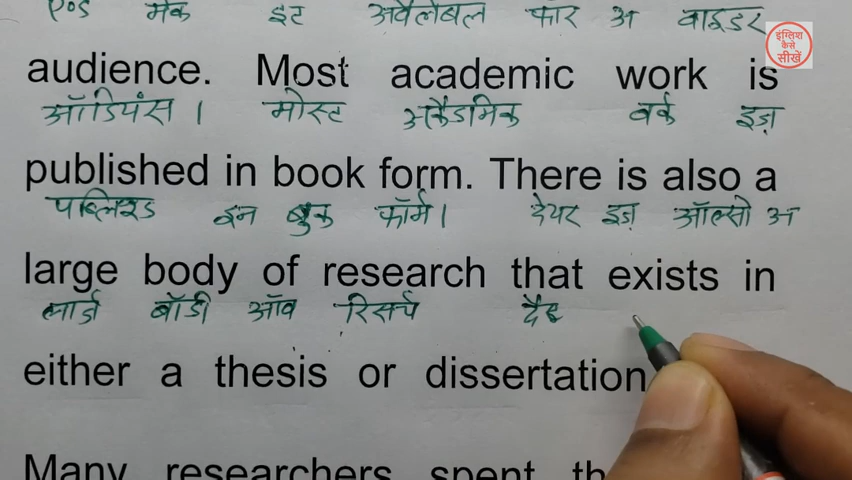 एण्ड मेक इट अवैलेबल फॉर अ वाइडर
इंग्लिश
कैसे
सीखें
audience. Most academic work is
ऑडियंस । मोस्ट अकैडमिक वर्क इज़
published in book form. There is also a
पब्लिश्ड इन बुक फॉर्म। देयर इज़ ऑल्सो अ
large body of research that exists in
लार्ज बॉडी ऑव रिसर्च दैट
either a thesis or dissertation
Many researchers spent